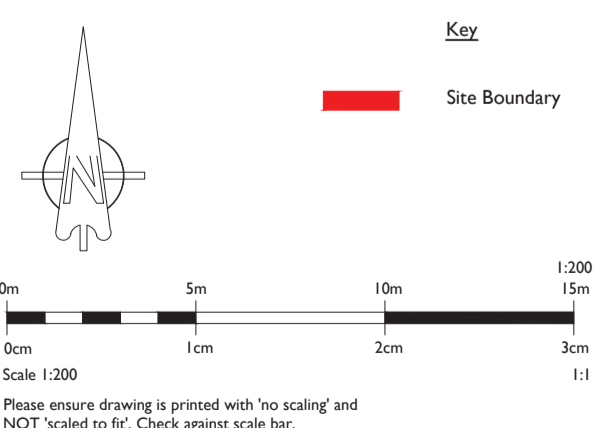 Key
Site Boundary
N
1:200
0m 5m 10m 15m
0cm 1cm 2cm 3cm
Scale 1:200 1:1
Please ensure drawing is printed with 'no scaling' and
NOT 'scaled to fit'. Check against scale bar.